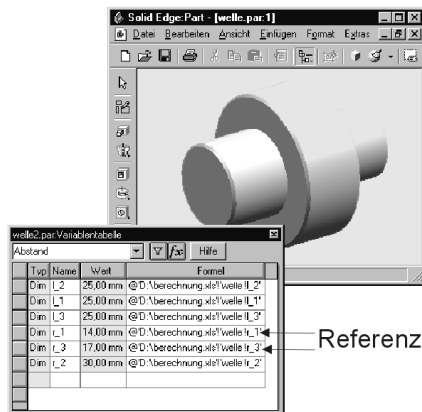 Solid Edge:Part - [welle.par:1]
Datei Bearbeiten Ansicht Einfügen Format Extras
welle2.par:Variablentabelle
Abstand Hilfe
Typ Name Wert Formel
Dim l_2 25,00 mm @'D:\berechnung.xls'!'welle !l_2'
Dim l_1 25,00 mm @'D:\berechnung.xls'!'welle !l_1'
Dim l_3 25,00 mm @'D:\berechnung.xls'!'welle !l_3'
Dim r_1 14,00 mm @'D:\berechnung.xls'!'welle !r_1'
Dim r_3 17,00 mm @'D:\berechnung.xls'!'welle !r_3'
Dim r_2 30,00 mm @'D:\berechnung.xls'!'welle !r_2'
Referenz